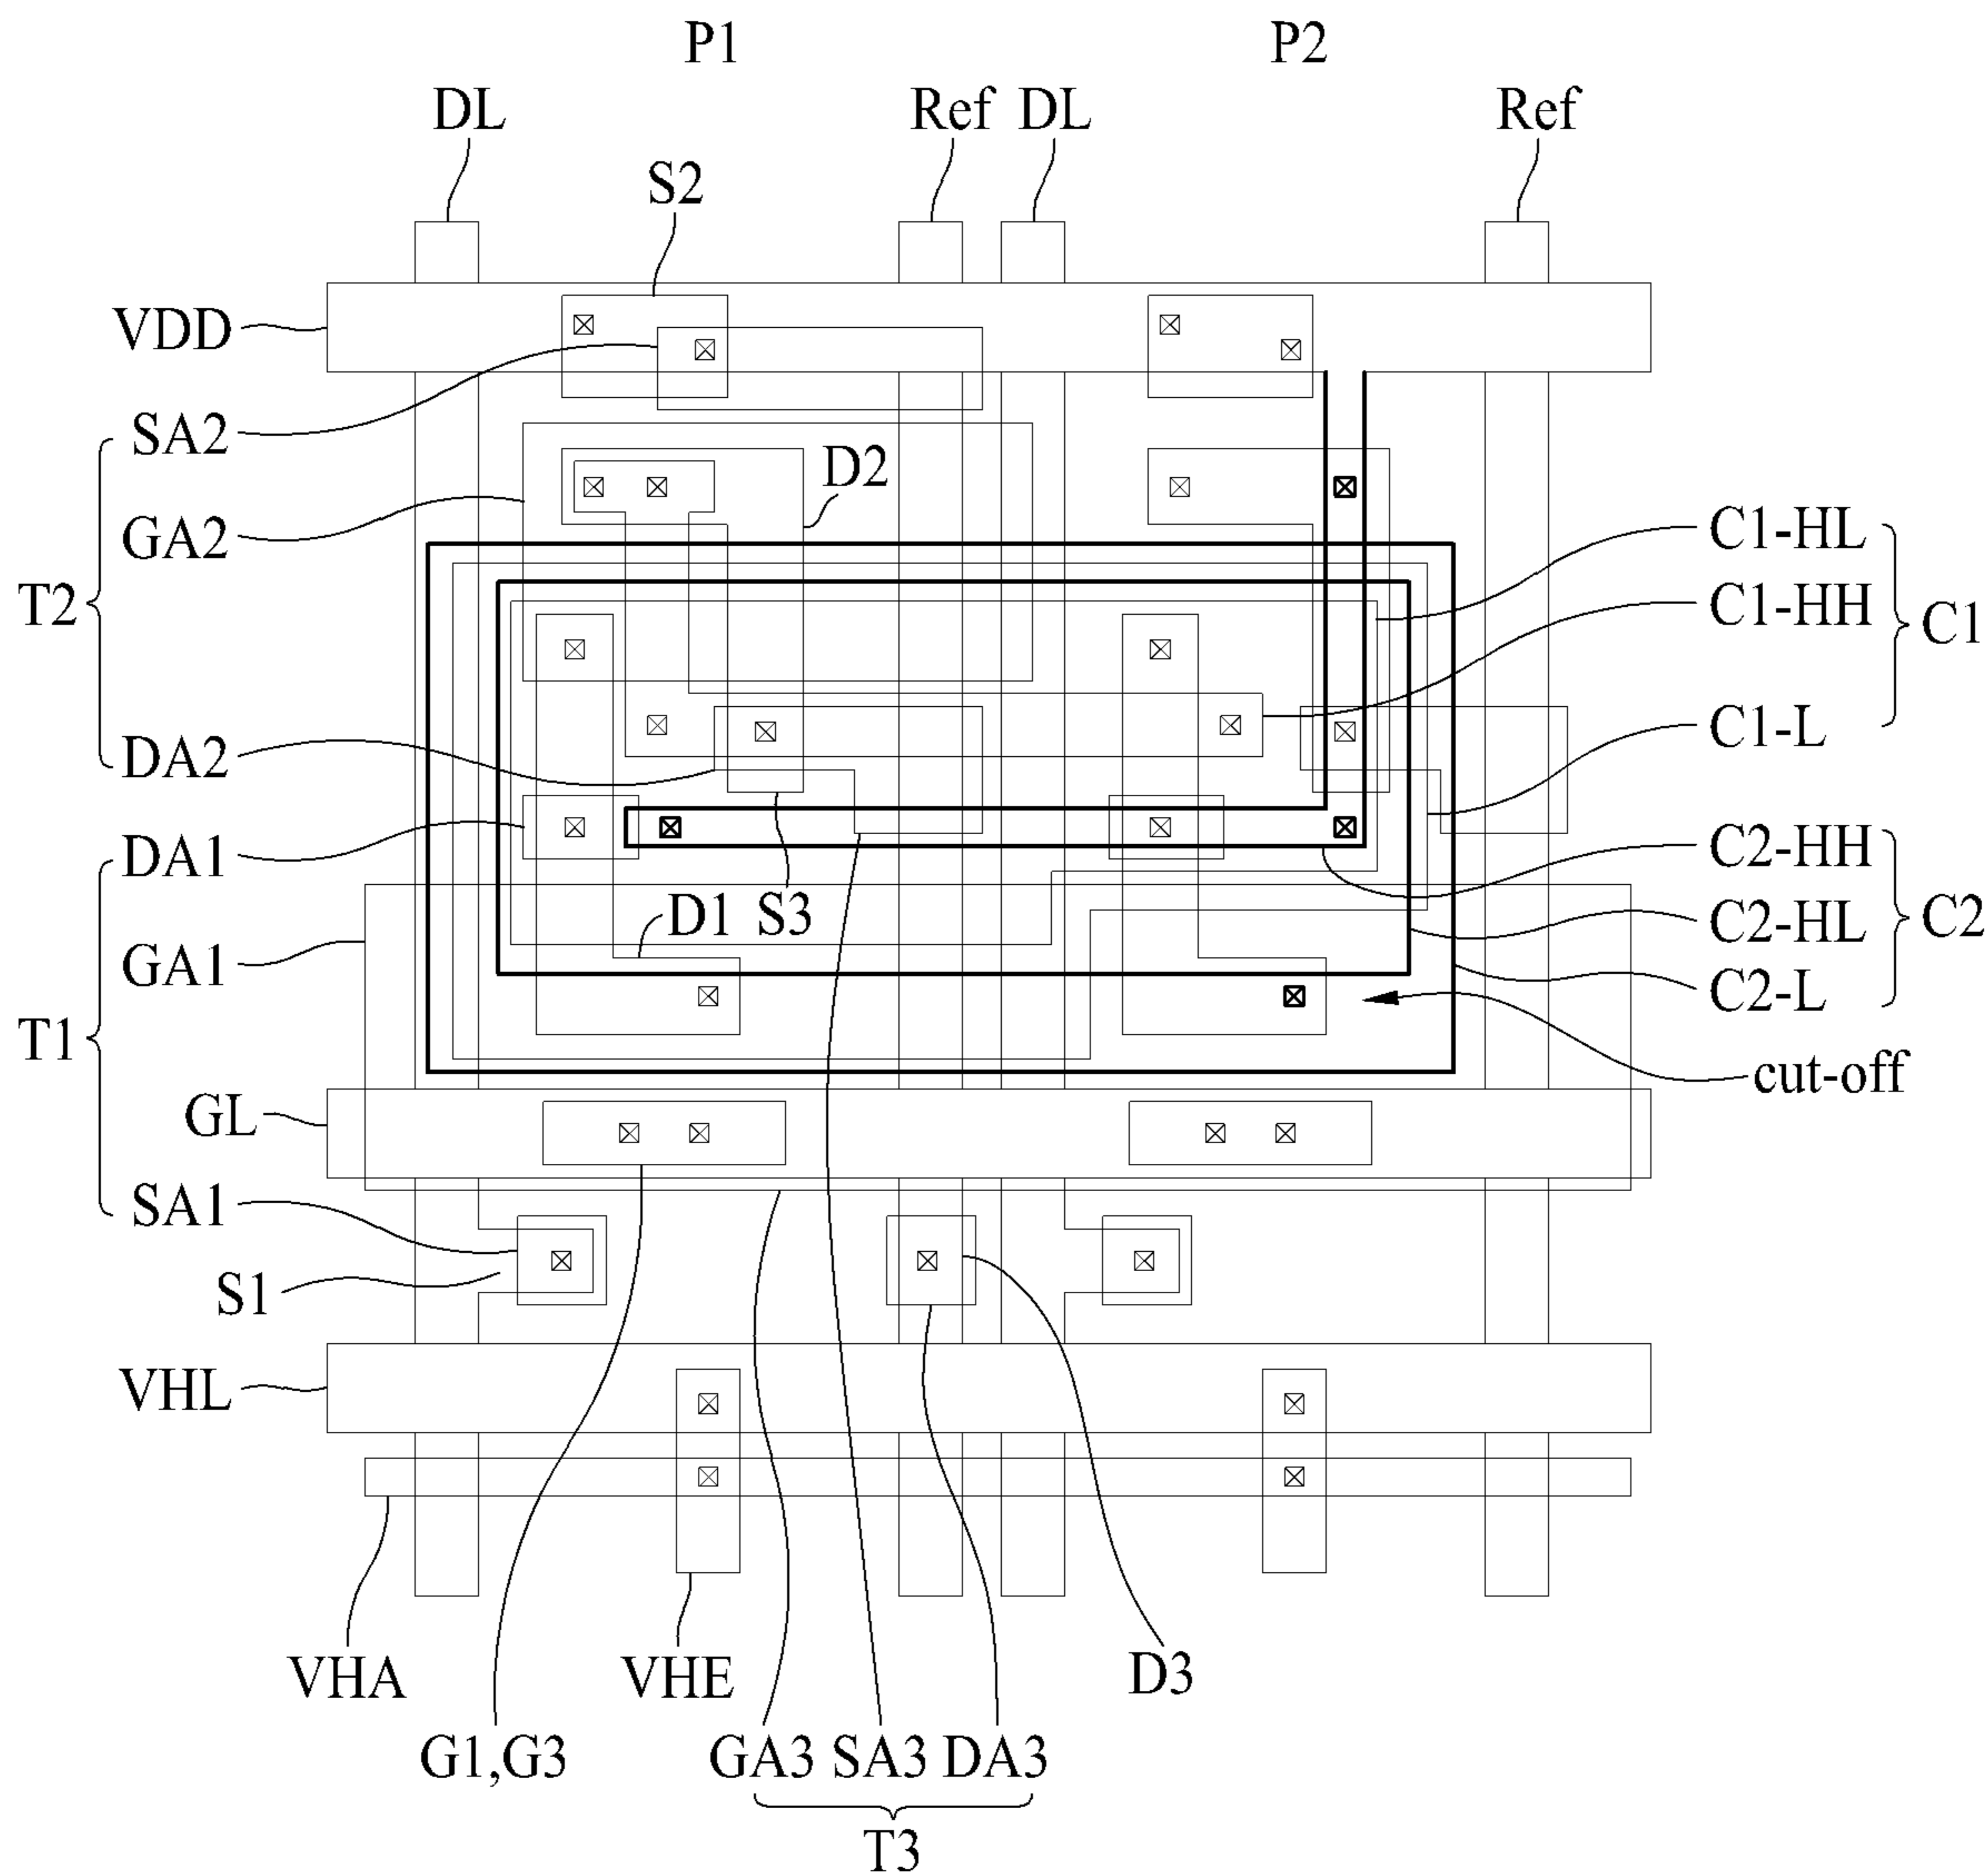 P1 P2
DL Ref DL Ref
S2
VDD
SA2
D2
GA2
C1-HL
T2
C1-HH
C1
C1-L
DA2
DA1
C2-HH
D1 S3
C2-HL
C2
GA1
C2-L
T1
cut-off
GL
SA1
S1
VHL
VHA VHE D3
G1,G3 GA3 SA3 DA3
T3